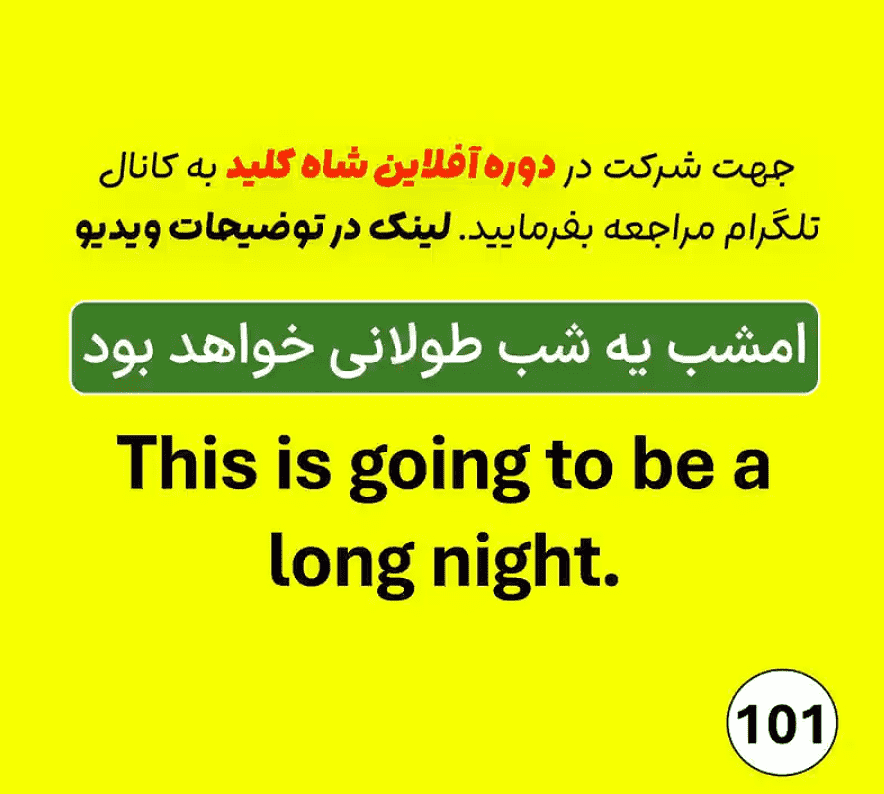 جهت شرکت در دوره آفلاین شاه کلید به کانال
تلگرام مراجعه بفرمایید. لینک در توضیحات ویدیو
امشب یه شب طولانی خواهد بود
This is going to be a
long night.
101